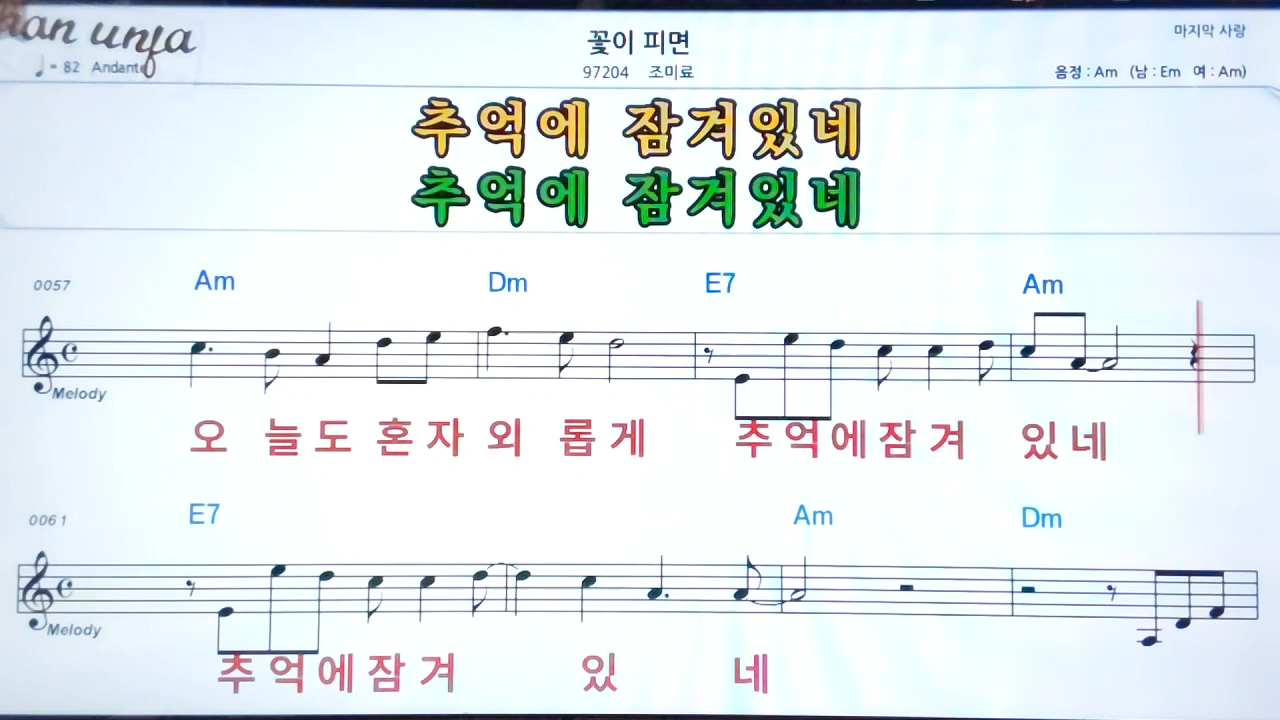 an unfa
♩= 82 Andante
꽃이 피면
97204 조미료
마지막 사랑
음정 : Am (남 : Em 여 : Am)
추억에 잠겨있네
추억에 잠겨있네
0057 Am Dm E7 Am
Melody
오 늘 도 혼 자 외 롭 게 추 억 에 잠 겨 있 네
0061 E7 Am Dm
Melody
추 억 에 잠 겨 있 네